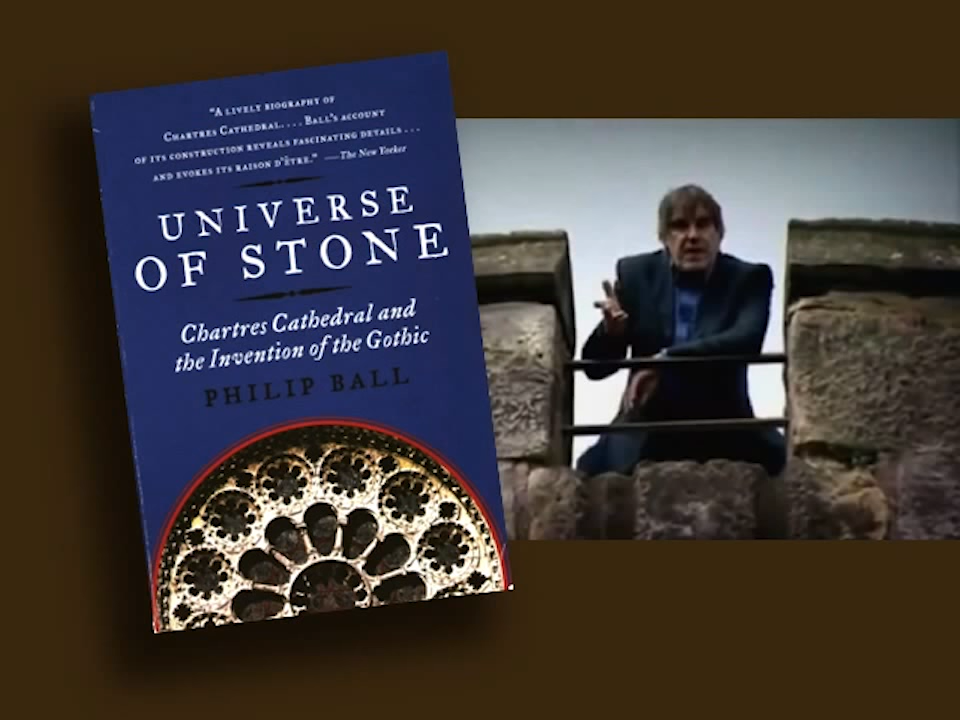 "A LIVELY BIOGRAPHY OF
CHARTRES CATHEDRAL.... BALL'S ACCOUNT
OF ITS CONSTRUCTION REVEALS FASCINATING DETAILS...
AND EVOKES ITS RAISON D'ÊTRE." —The New Yorker
UNIVERSE
OF STONE
Chartres Cathedral and
the Invention of the Gothic
PHILIP BALL